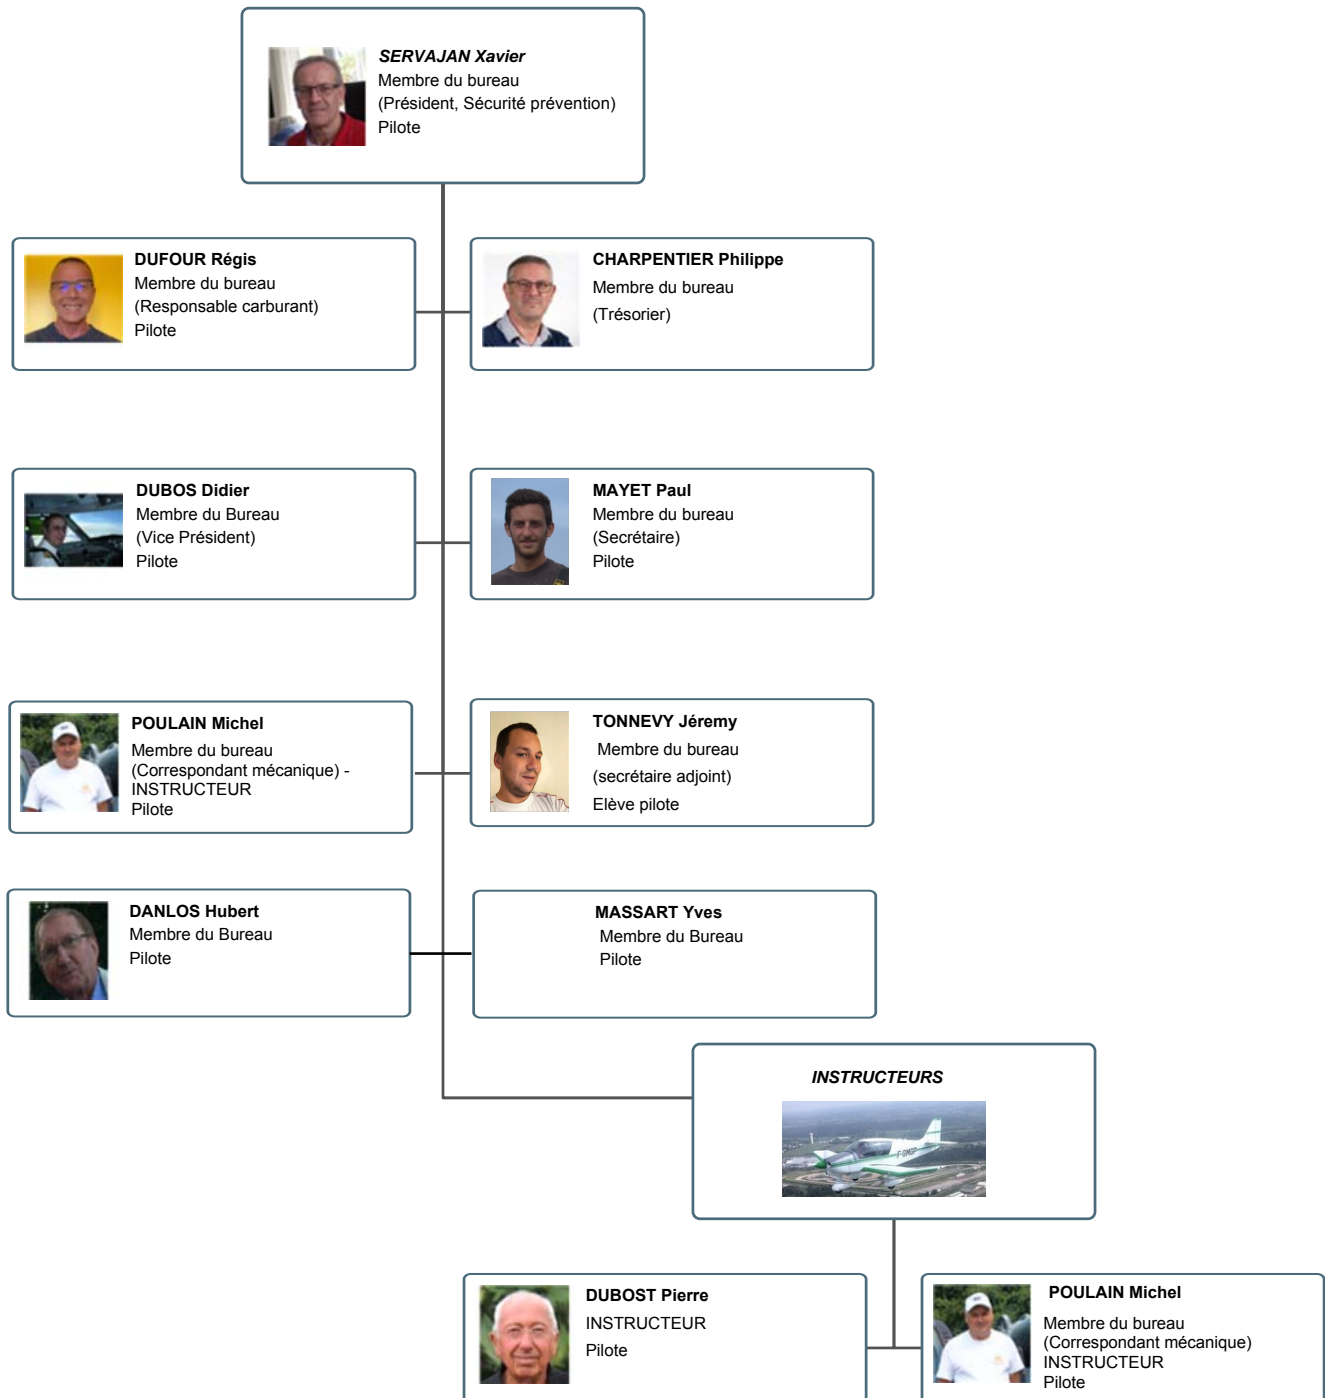 SERVAJAN Xavier
Membre du bureau
(Président, Sécurité prévention)
Pilote
DUFOUR Régis
Membre du bureau
(Responsable carburant)
Pilote
CHARPENTIER Philippe
Membre du bureau
(Trésorier)
DUBOS Didier
Membre du Bureau
(Vice Président)
Pilote
MAYET Paul
Membre du bureau
(Secrétaire)
Pilote
POULAIN Michel
Membre du bureau
(Correspondant mécanique) -
INSTRUCTEUR
Pilote
TONNEVY Jéremy
Membre du bureau
(secrétaire adjoint)
Elève pilote
DANLOS Hubert
Membre du Bureau
Pilote
MASSART Yves
Membre du Bureau
Pilote
INSTRUCTEURS
DUBOST Pierre
INSTRUCTEUR
Pilote
POULAIN Michel
Membre du bureau
(Correspondant mécanique)
INSTRUCTEUR
Pilote